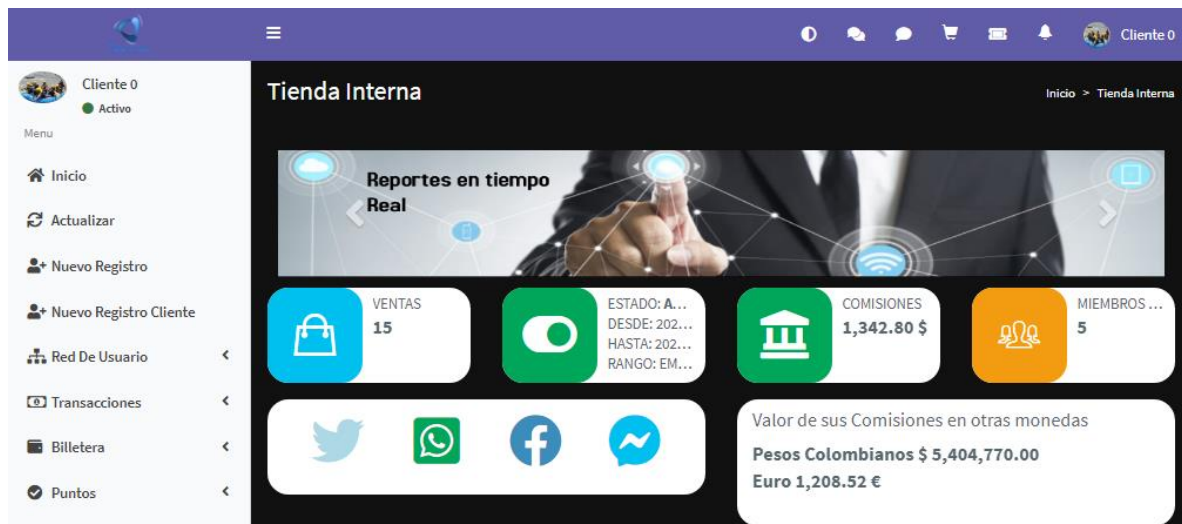 Cliente 0
Cliente 0
Activo
Menu
Inicio
Actualizar
Nuevo Registro
Nuevo Registro Cliente
Red De Usuario
Transacciones
Billetera
Puntos
Tienda Interna
Inicio > Tienda Interna
Reportes en tiempo
Real
VENTAS
15
ESTADO: A...
DESDE: 202...
HASTA: 202...
RANGO: EM...
COMISIONES
1,342.80 $
MIEMBROS ...
5
Valor de sus Comisiones en otras monedas
Pesos Colombianos $ 5,404,770.00
Euro 1,208.52 €